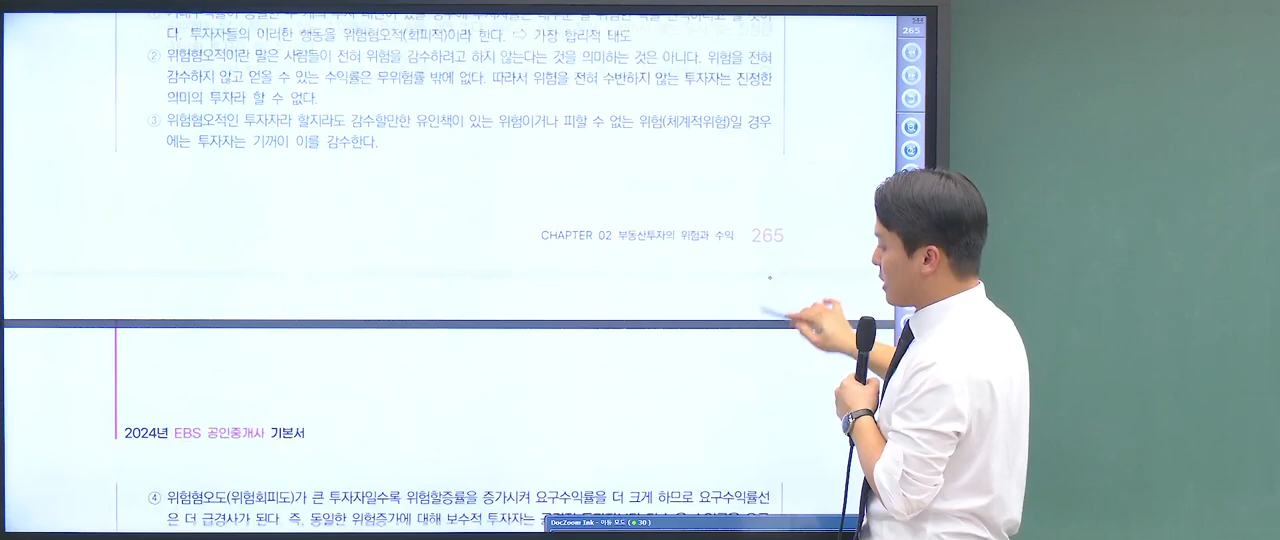 다. 투자자들의 이러한 행동을 위험혐오적(회피적)이라 한다. ⇨ 가장 합리적 태도
② 위험혐오적이란 말은 사람들이 전혀 위험을 감수하려고 하지 않는다는 것을 의미하는 것은 아니다. 위험을 전혀
감수하지 않고 얻을 수 있는 수익률은 무위험률 밖에 없다. 따라서 위험을 전혀 수반하지 않는 투자자는 진정한
의미의 투자라 할 수 없다.
③ 위험혐오적인 투자자라 할지라도 감수할만한 유인책이 있는 위험이거나 피할 수 없는 위험(체계적위험)일 경우
에는 투자자는 기꺼이 이를 감수한다.
CHAPTER 02 부동산투자의 위험과 수익 265
2024년 EBS 공인중개사 기본서
④ 위험혐오도(위험회피도)가 큰 투자자일수록 위험할증률을 증가시켜 요구수익률을 더 크게 하므로 요구수익률선
은 더 급경사가 된다. 즉, 동일한 위험증가에 대해 보수적 투자자는
DocZoom Ink - 이동 모드 ( 30 )
544
265